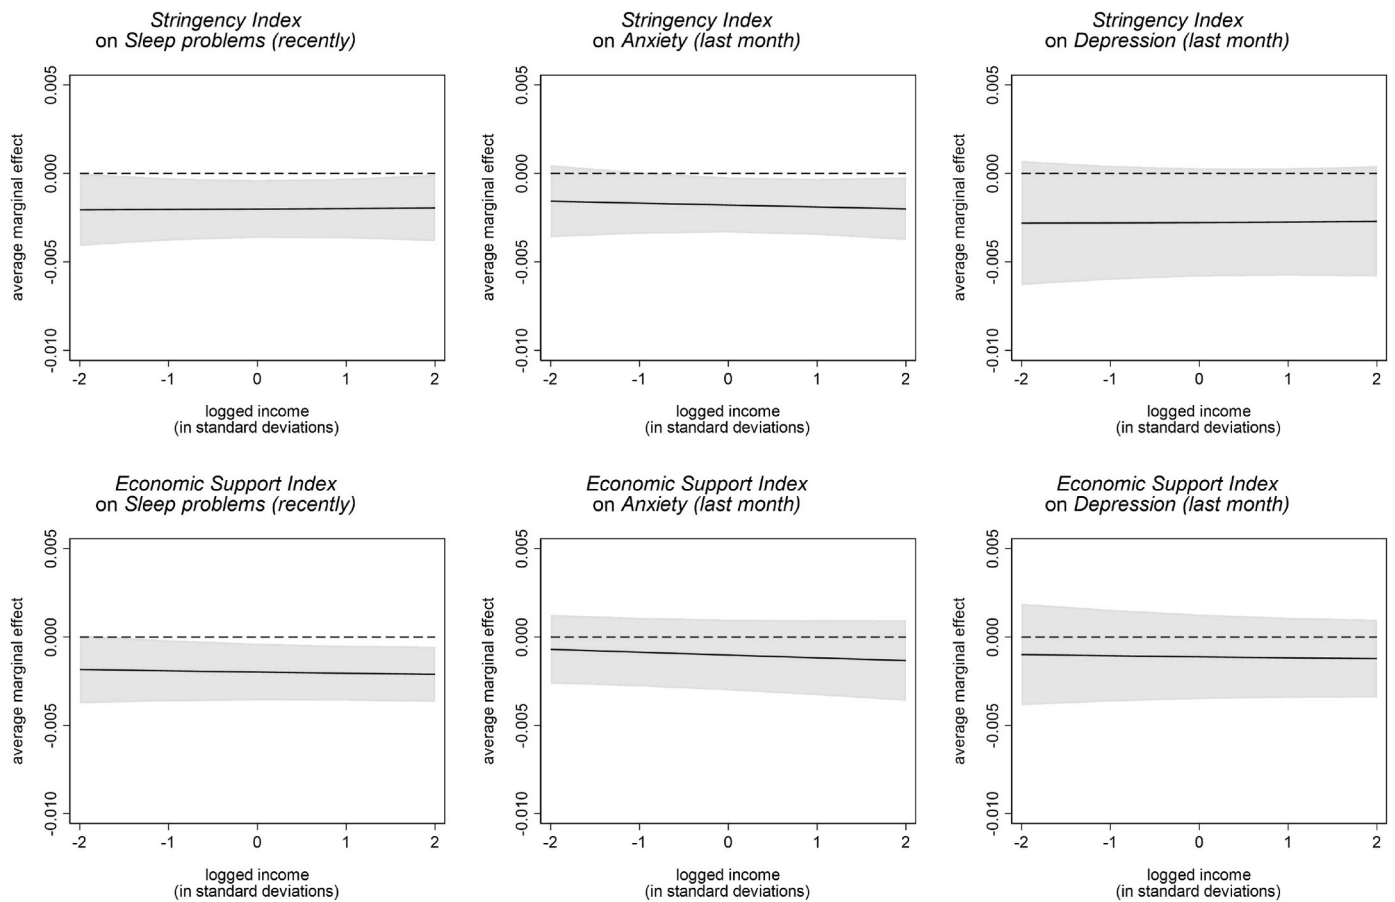 Stringency Index
on Sleep problems (recently)
Stringency Index
on Anxiety (last month)
Stringency Index
on Depression (last month)
average marginal effect
0.005
0.000
-0.005
-0.010
-2 -1 0 1 2
logged income
(in standard deviations)
average marginal effect
0.005
0.000
-0.005
-0.010
-2 -1 0 1 2
logged income
(in standard deviations)
average marginal effect
0.005
0.000
-0.005
-0.010
-2 -1 0 1 2
logged income
(in standard deviations)
Economic Support Index
on Sleep problems (recently)
Economic Support Index
on Anxiety (last month)
Economic Support Index
on Depression (last month)
average marginal effect
0.005
0.000
-0.005
-0.010
-2 -1 0 1 2
logged income
(in standard deviations)
average marginal effect
0.005
0.000
-0.005
-0.010
-2 -1 0 1 2
logged income
(in standard deviations)
average marginal effect
0.005
0.000
-0.005
-0.010
-2 -1 0 1 2
logged income
(in standard deviations)